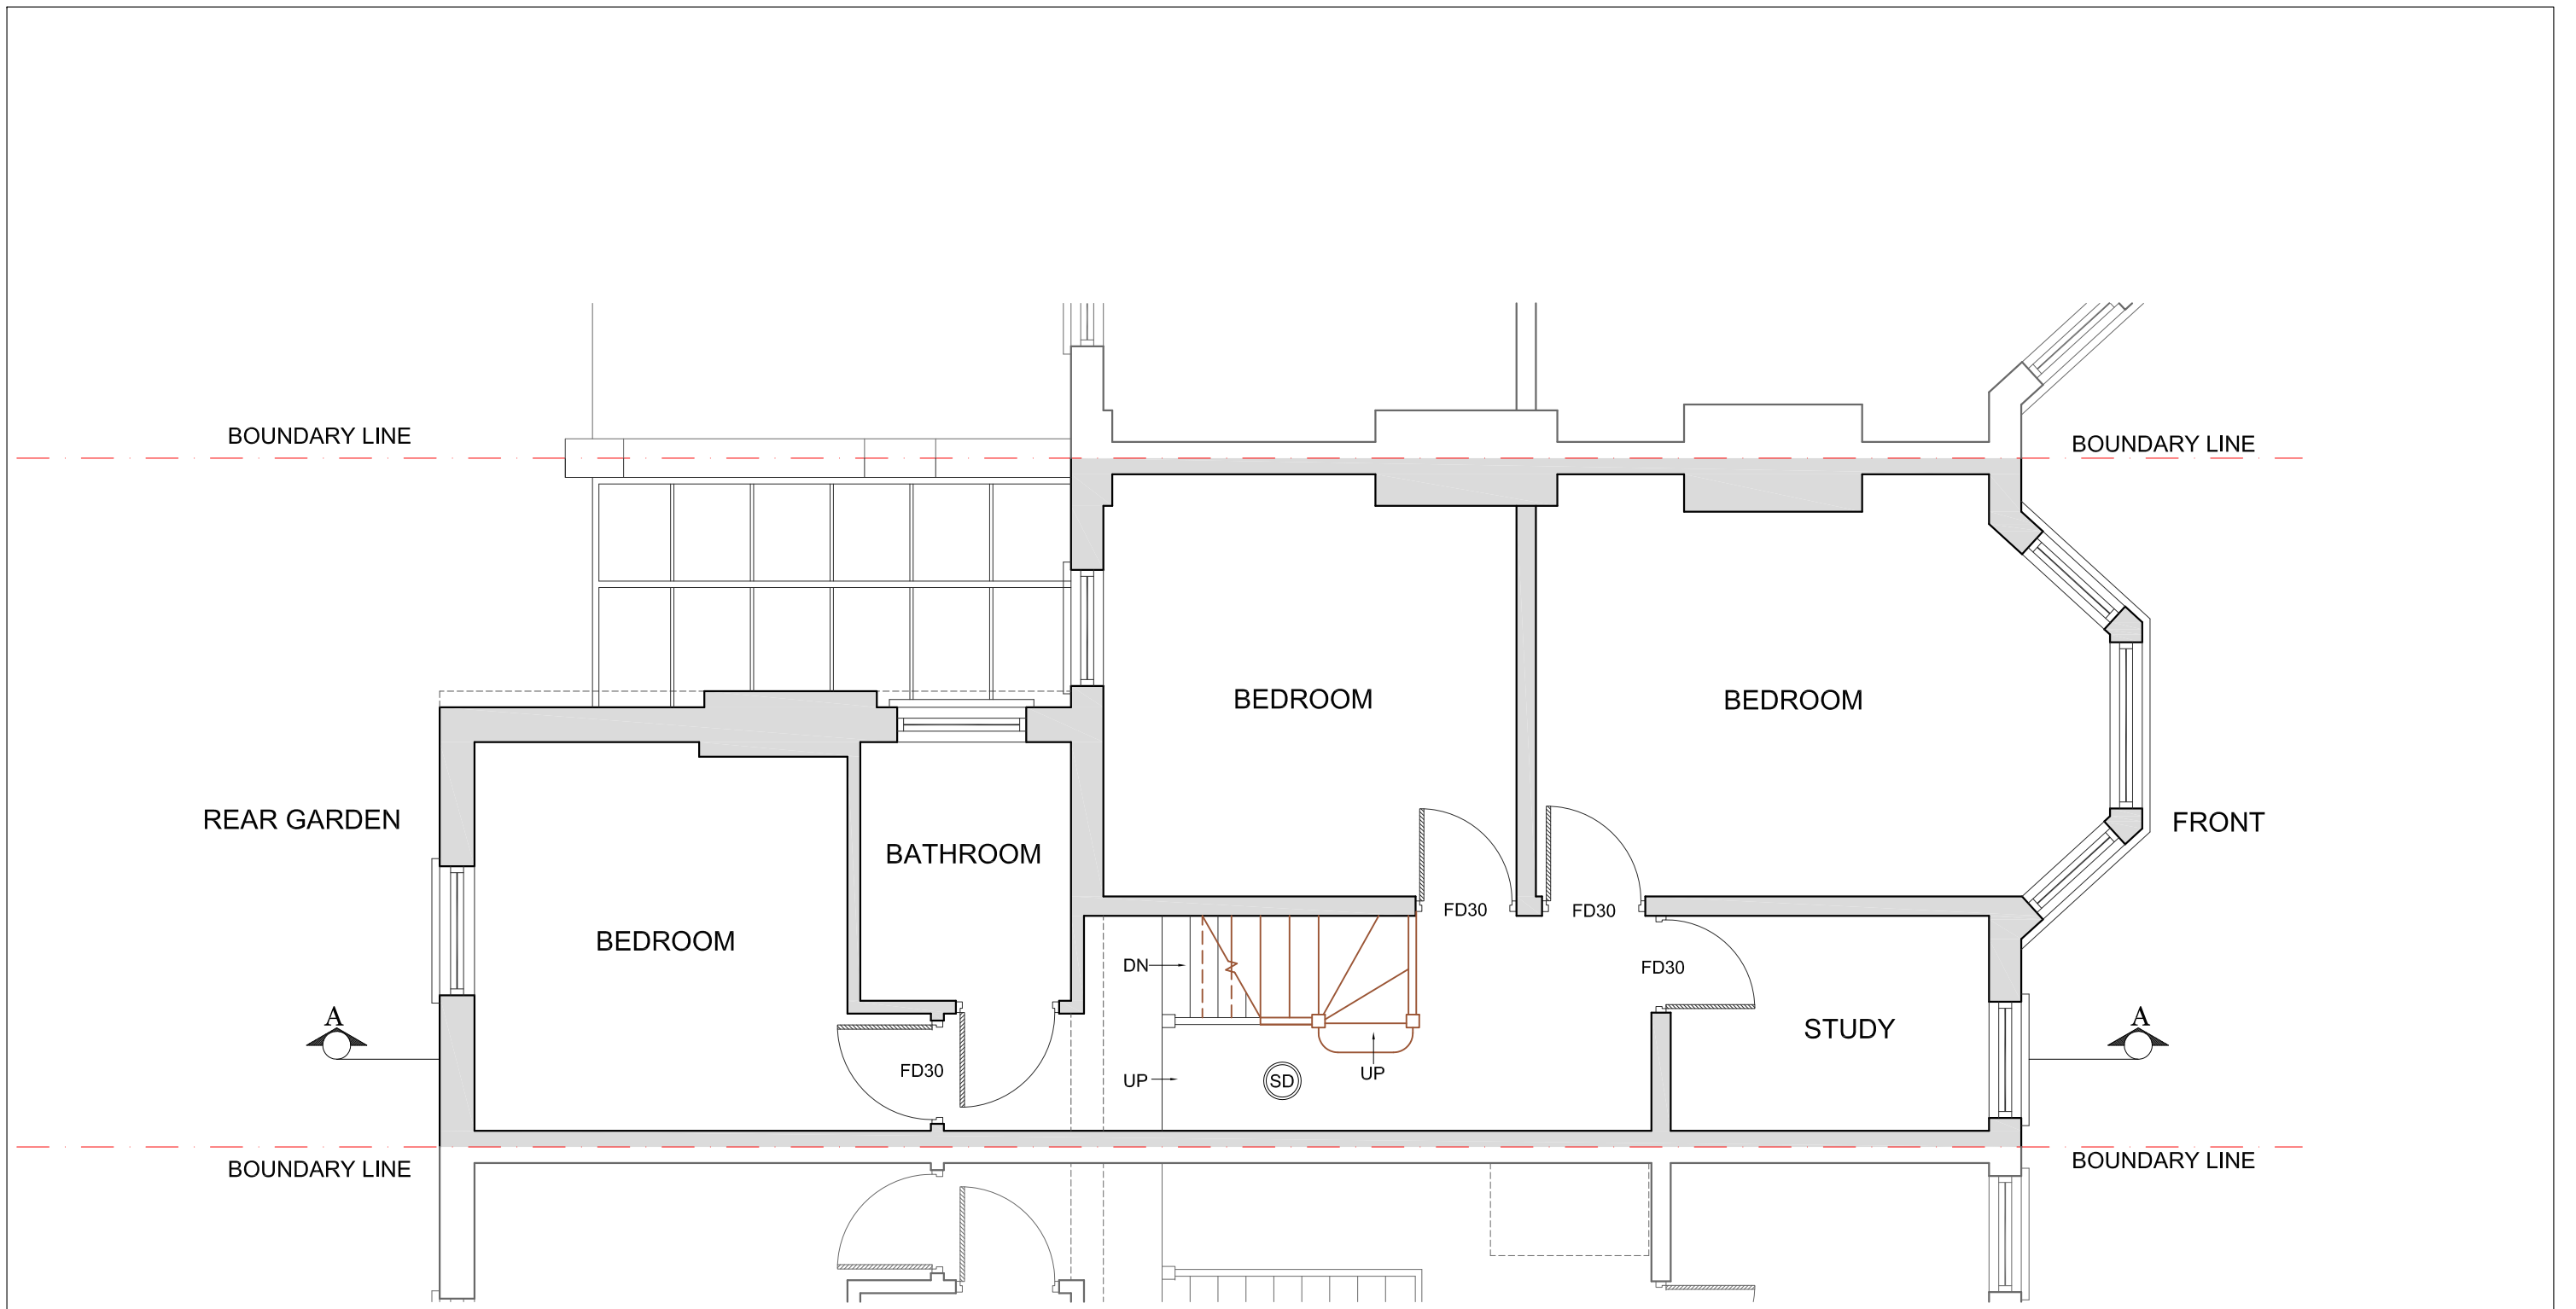 BOUNDARY LINE
BOUNDARY LINE
BEDROOM
BEDROOM
REAR GARDEN
FRONT
BATHROOM
FD30
FD30
BEDROOM
DN
FD30
A
A
STUDY
FD30
UP
SD
UP
BOUNDARY LINE
BOUNDARY LINE